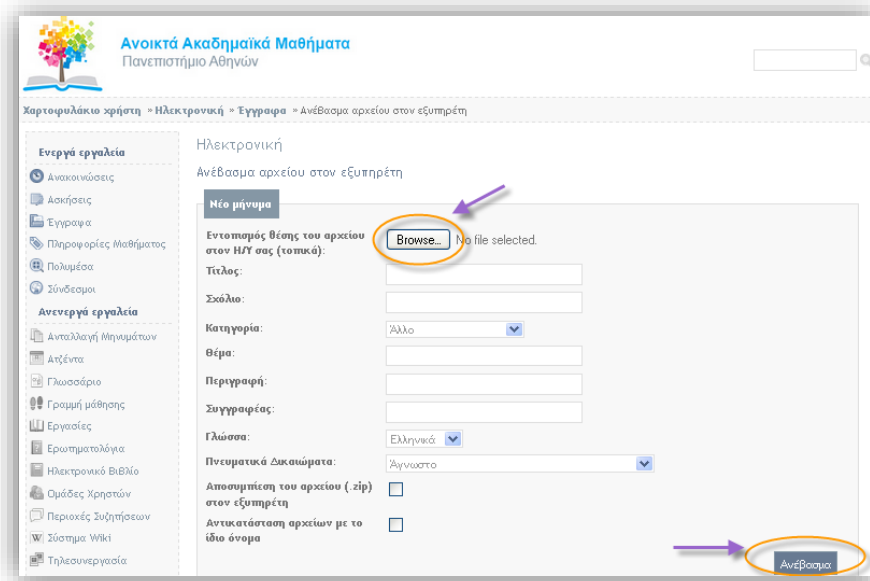 Ανοικτά Ακαδημαϊκά Μαθήματα
Πανεπιστήμιο Αθηνών
Χαρτοφυλάκιο χρήστη » Ηλεκτρονική » Έγγραφα » Ανέβασμα αρχείου στον εξυπηρέτη
Ενεργά εργαλεία
Ανακοινώσεις
Ασκήσεις
Έγγραφα
Πληροφορίες Μαθήματος
Πολυμέσα
Σύνδεσμοι
Ανενεργά εργαλεία
Ανταλλαγή Μηνυμάτων
Ατζέντα
Γλωσσάριο
Γραμμή μάθησης
Εργασίες
Ερωτηματολόγια
Ηλεκτρονικό Βιβλίο
Ομάδες Χρηστών
Περιοχές Συζητήσεων
Σύστημα Wiki
Τηλεσυνεργασία
Ηλεκτρονική
Ανέβασμα αρχείου στον εξυπηρέτη
Νέο μήνυμα
Εντοπισμός θέσης του αρχείου
στον Η/Υ σας (τοπικά):
Browse... No file selected.
Τίτλος:
Σχόλιο:
Κατηγορία: Άλλο
Θέμα:
Περιγραφή:
Συγγραφέας:
Γλώσσα: Ελληνικά
Πνευματικά Δικαιώματα: Άγνωστο
Αποσυμπίεση του αρχείου (.zip)
στον εξυπηρέτη
Αντικατάσταση αρχείων με το
ίδιο όνομα
Ανέβασμα